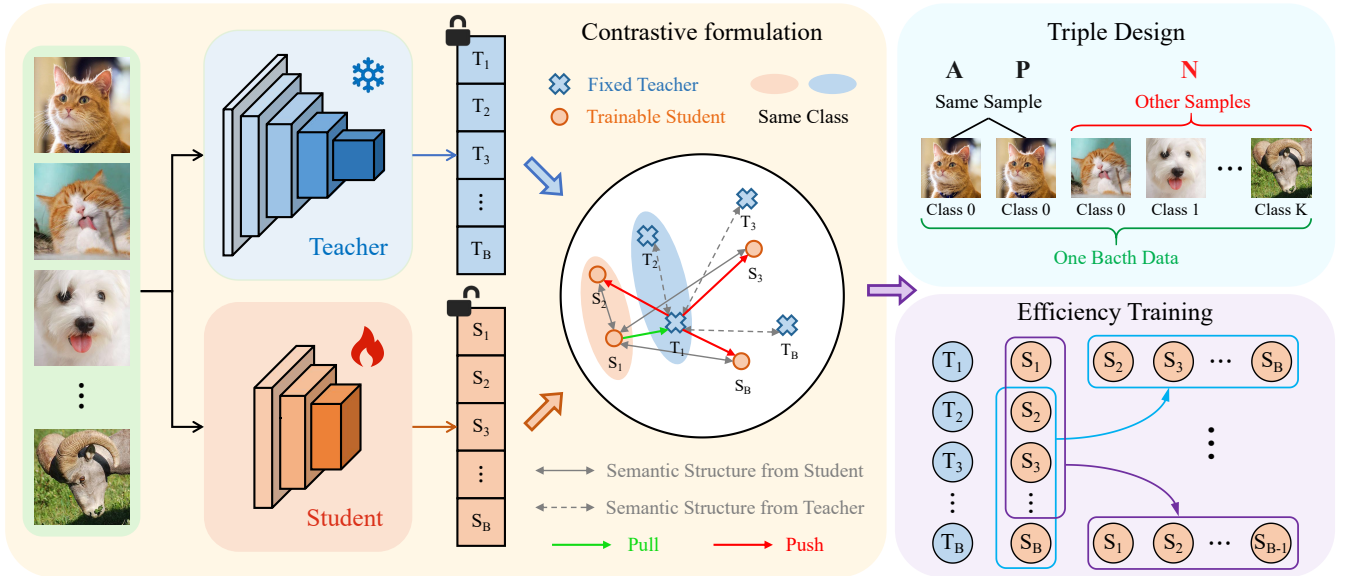 Teacher
Student
T1
T2
T3
⋮
TB
S1
S2
S3
⋮
SB
Contrastive formulation
Fixed Teacher
Trainable Student
Same Class
T3
T2
S3
S2
T1
TB
S1
SB
Semantic Structure from Student
Semantic Structure from Teacher
Pull
Push
Triple Design
A P N
Same Sample
Other Samples
Class 0 Class 0 Class 0 Class 1 Class K
One Bacth Data
Efficiency Training
T1 S1 S2 S3 ··· SB
T2 S2
T3 S3
TB SB S1 S2 ··· SB-1